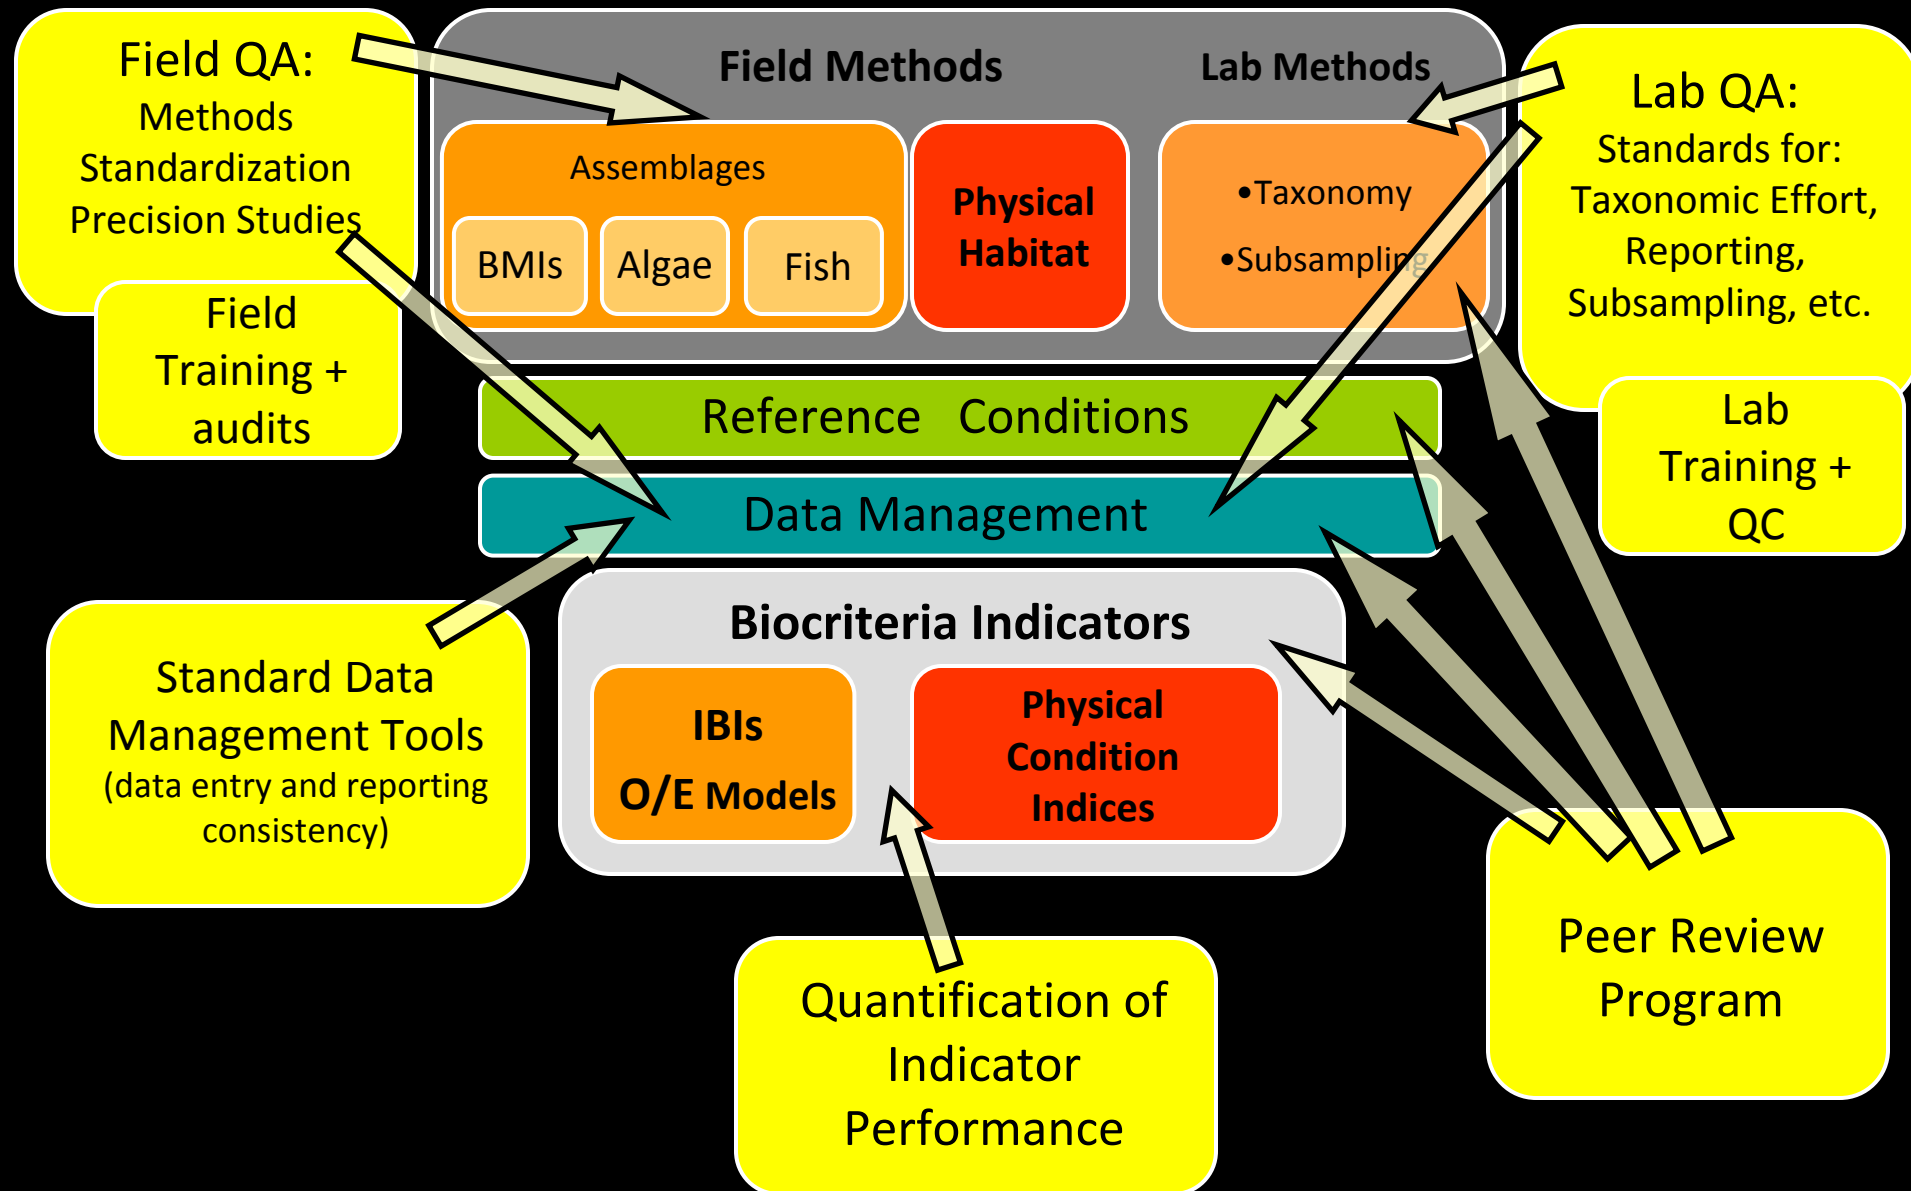 Field QA:
Methods
Standardization
Precision Studies
Field
Training +
audits
Field Methods
Lab Methods
Assemblages
BMIs
Algae
Fish
Physical
Habitat
•Taxonomy
•Subsampling
Lab QA:
Standards for:
Taxonomic Effort,
Reporting,
Subsampling, etc.
Lab
Training +
QC
Reference Conditions
Data Management
Biocriteria Indicators
IBIs
O/E Models
Physical
Condition
Indices
Standard Data
Management Tools
(data entry and reporting
consistency)
Quantification of
Indicator
Performance
Peer Review
Program